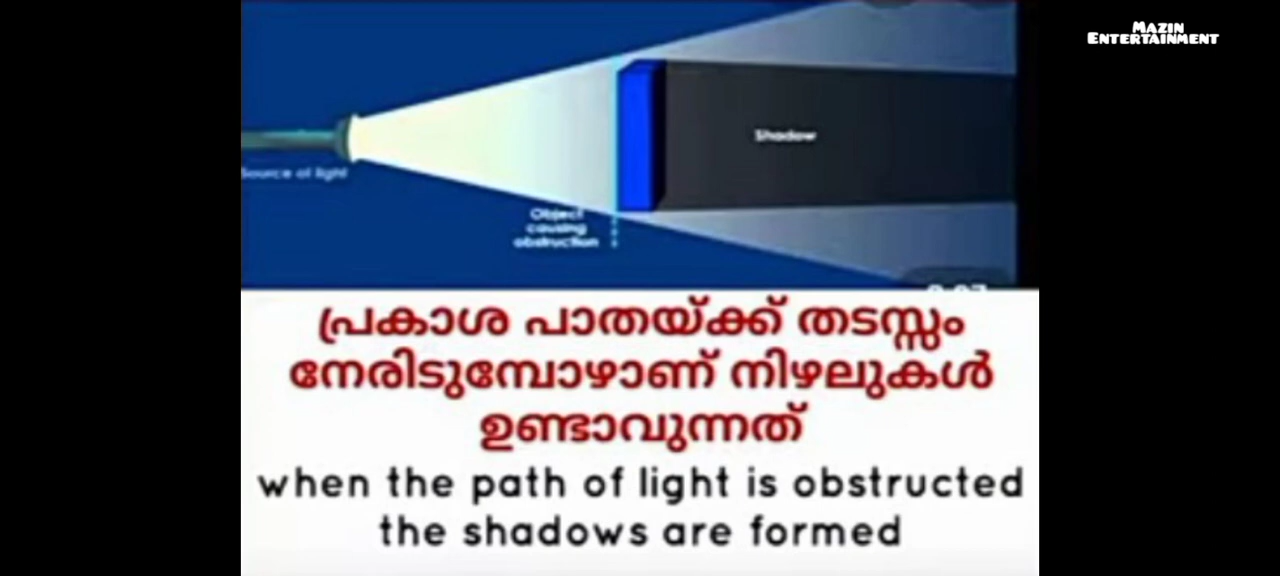 Mazin
Entertainment
Shadow
Source of light
Object
causing
obstruction
പ്രകാശ പാതയ്ക്ക് തടസ്സം
നേരിടുമ്പോഴാണ് നിഴലുകൾ
ഉണ്ടാവുന്നത്
when the path of light is obstructed
the shadows are formed